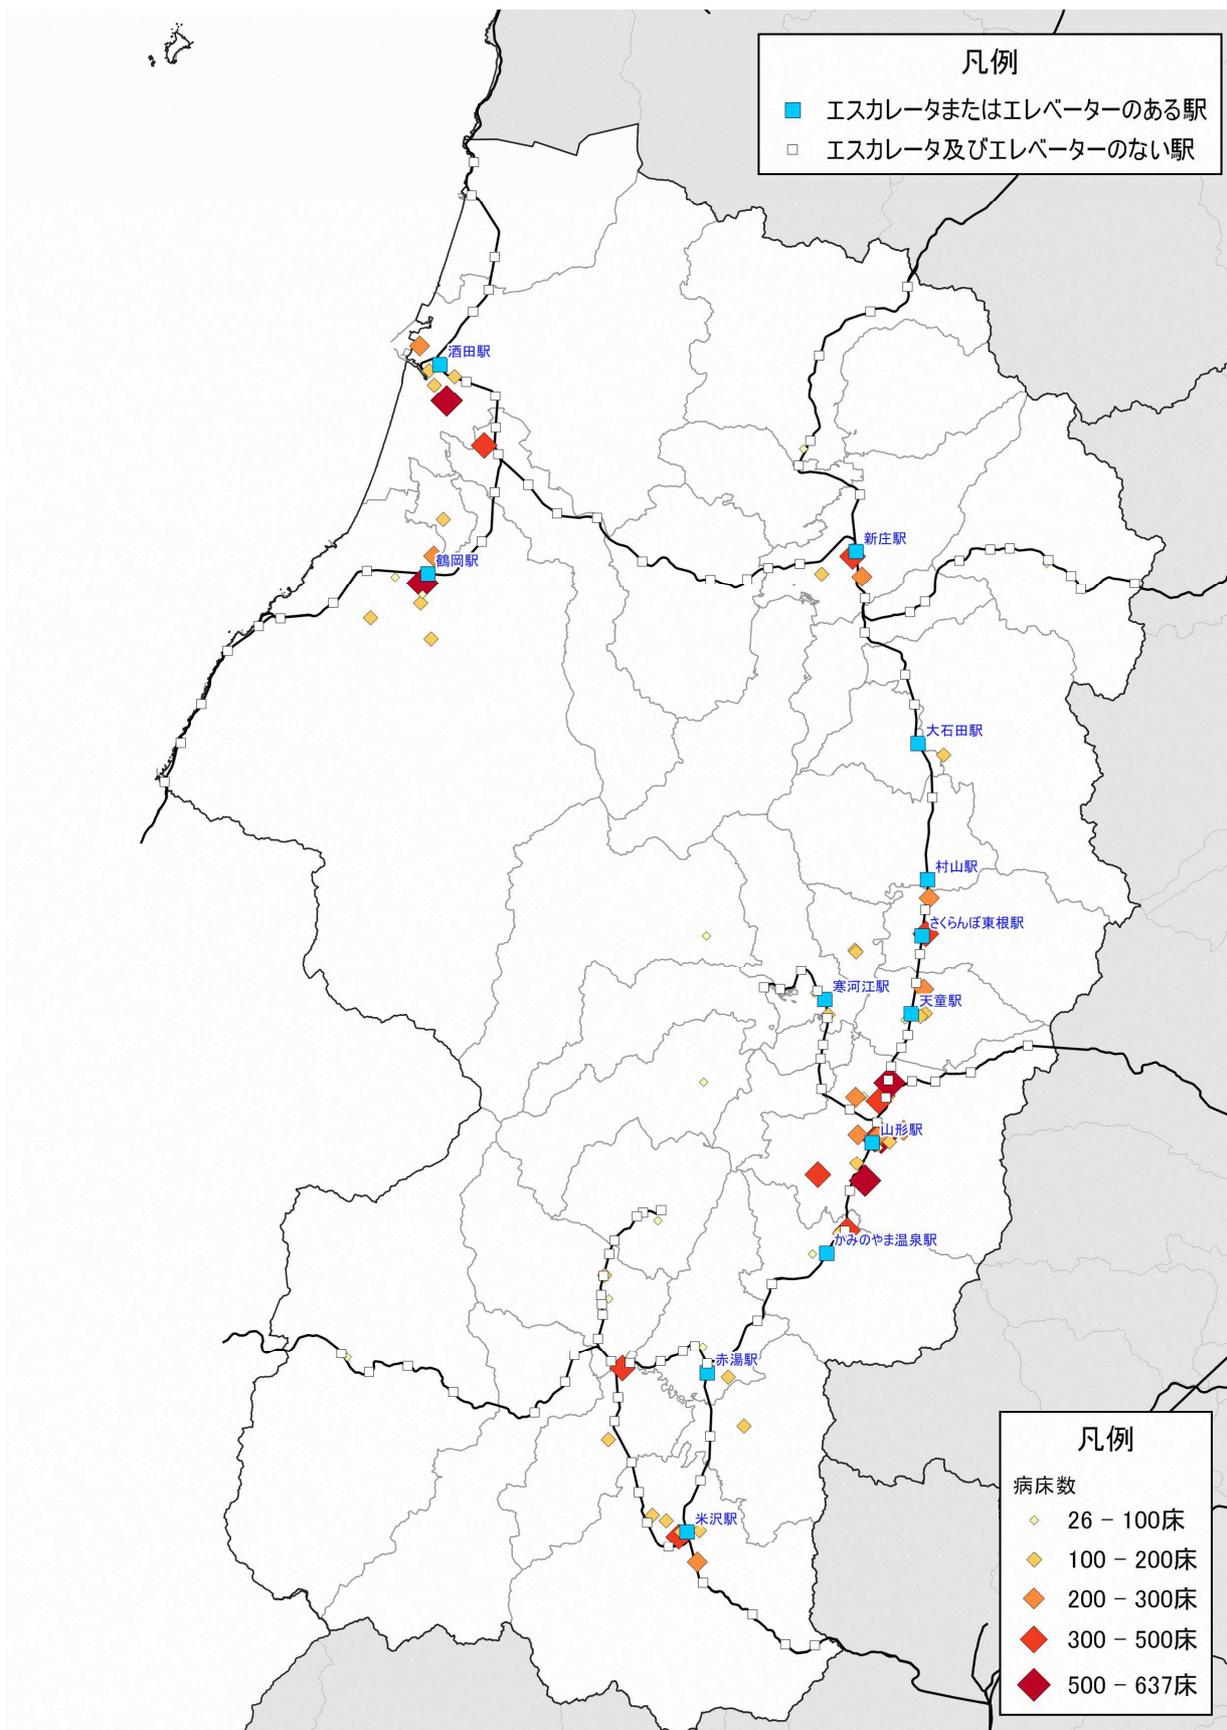 凡例
エスカレータまたはエレベーターのある駅
エスカレータ及びエレベーターのない駅
酒田駅
新庄駅
鶴岡駅
大石田駅
村山駅
さくらんぼ東根駅
寒河江駅
天童駅
山形駅
かみのやま温泉駅
赤湯駅
米沢駅
凡例
病床数
26 - 100床
100 - 200床
200 - 300床
300 - 500床
500 - 637床